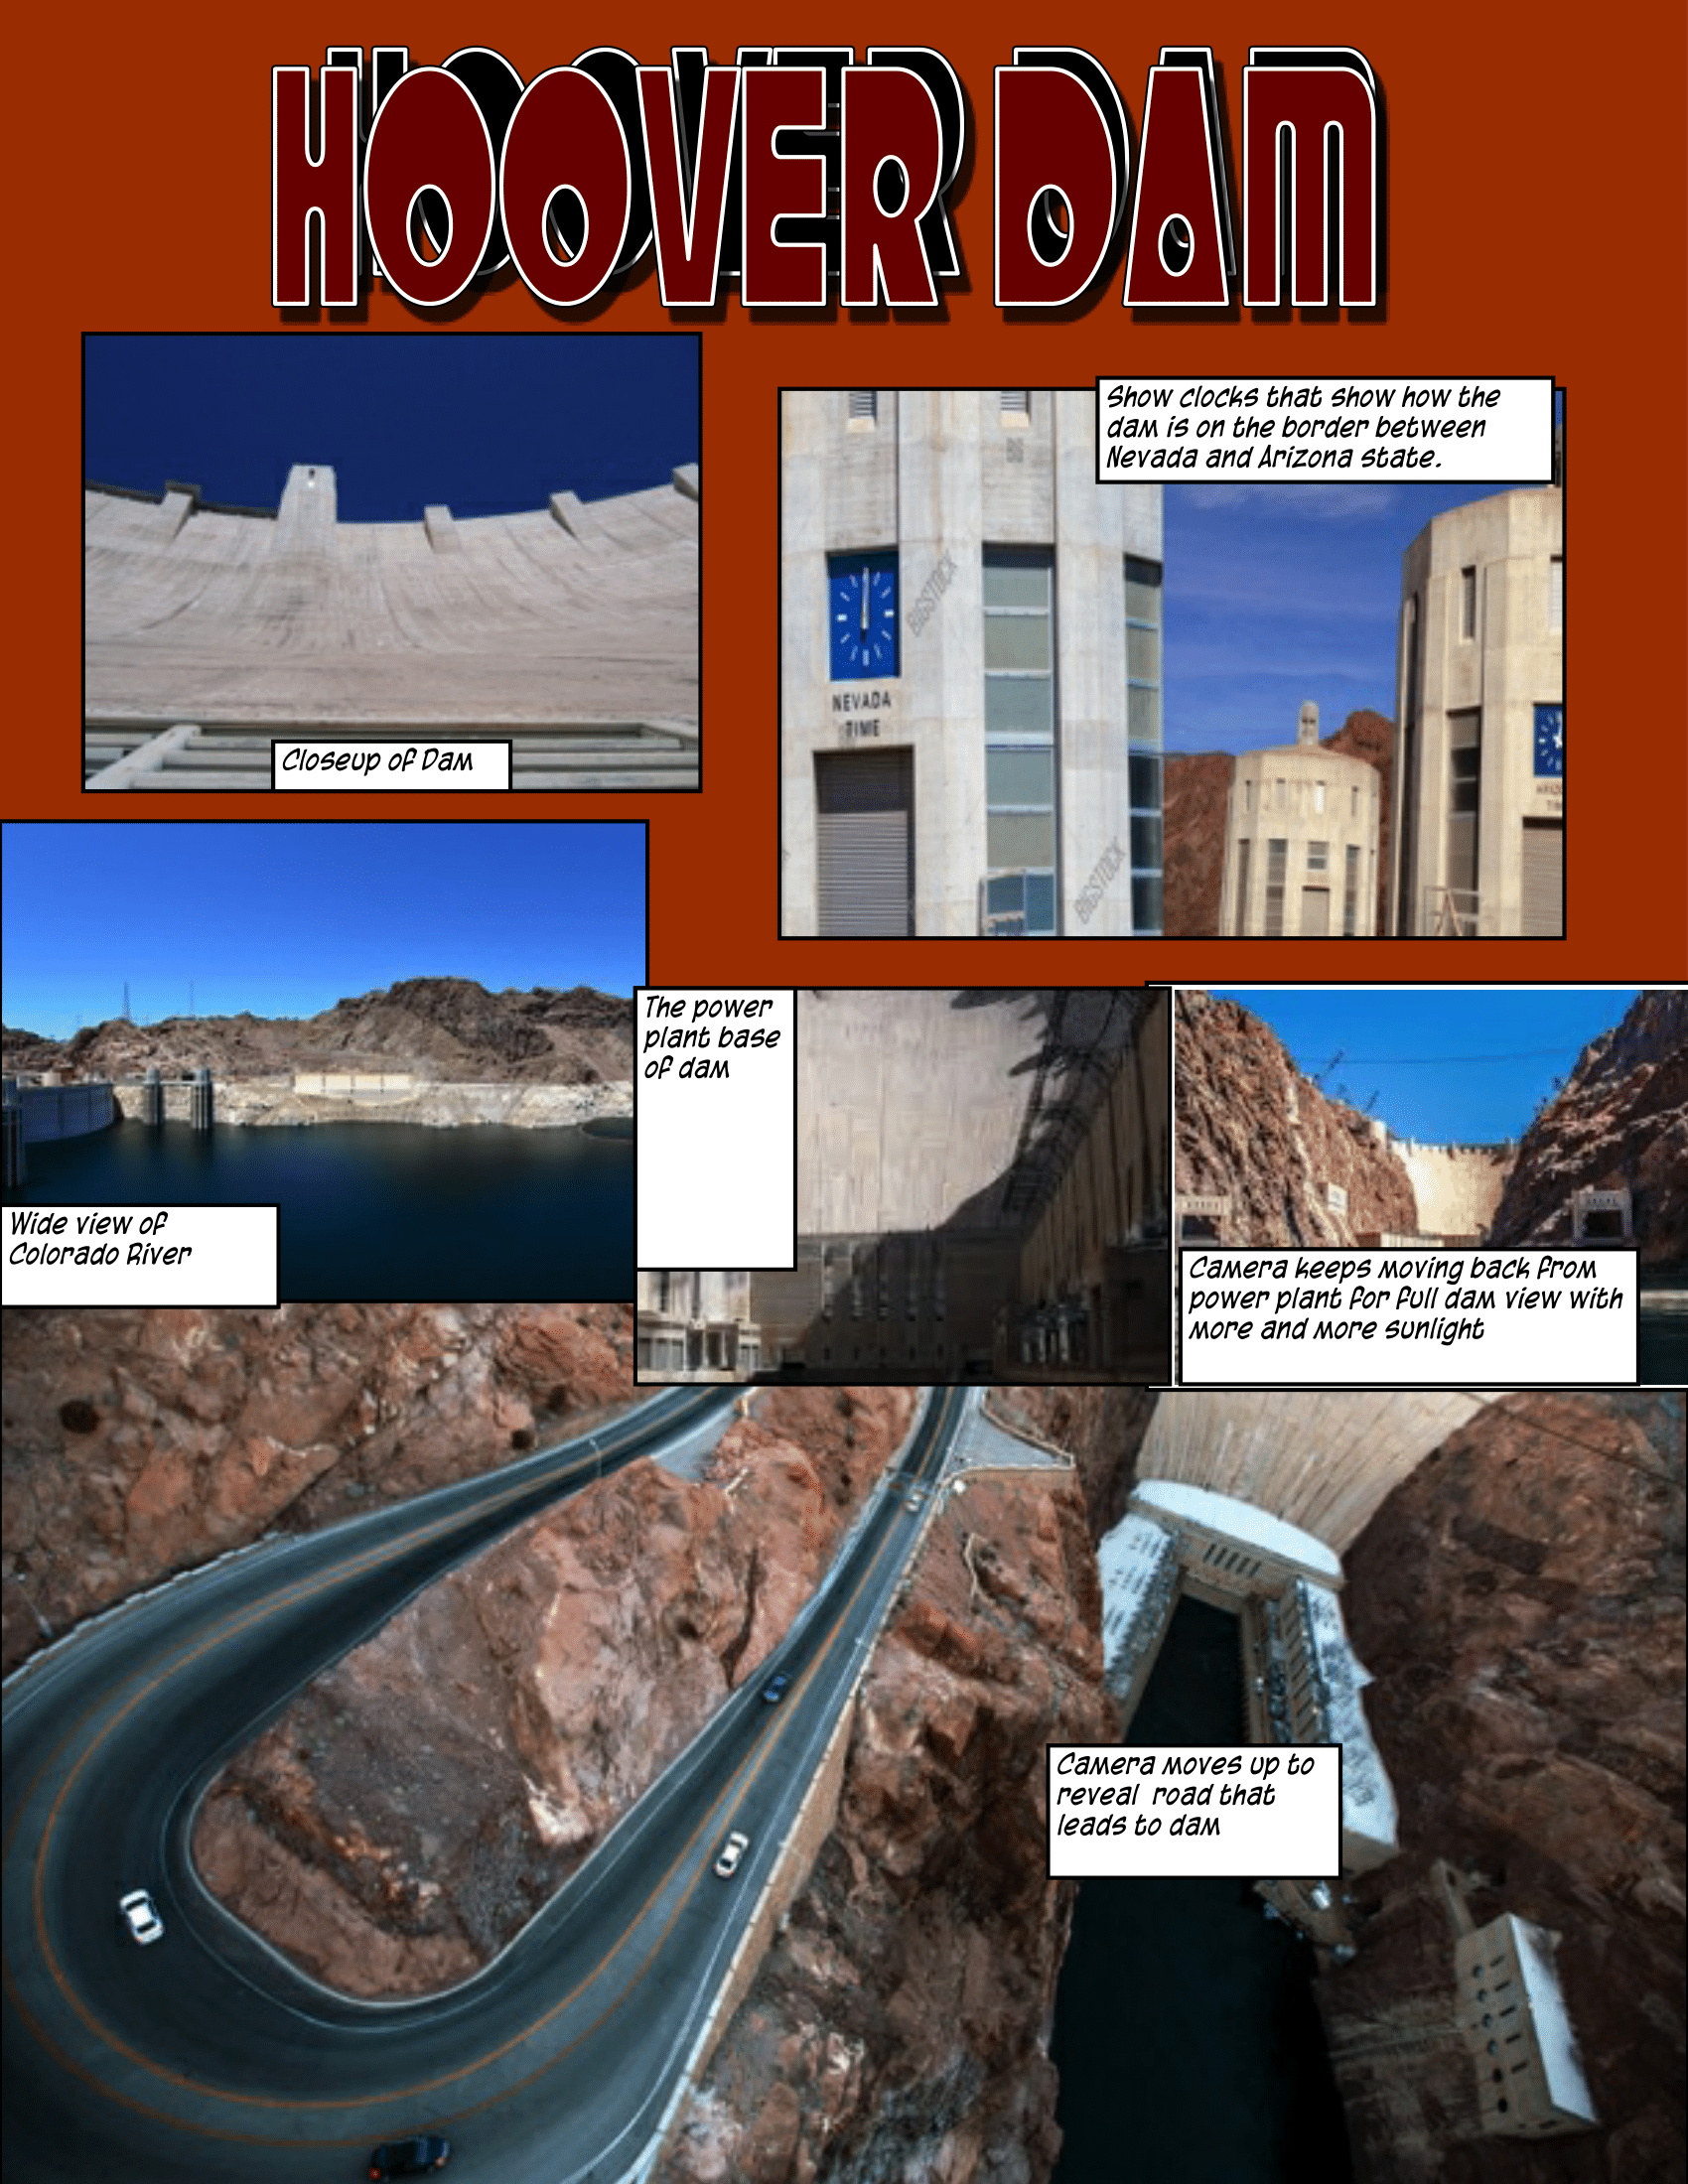 HOOVER DAM
Closeup of Dam
Show clocks that show how the
dam is on the border between
Nevada and Arizona state.
BIGSTOCK
NEVADA
TIME
BIGSTOCK
Wide view of
Colorado River
The power
plant base
of dam
Camera keeps moving back from
power plant for full dam view with
more and more sunlight
Camera moves up to
reveal  road that
leads to dam